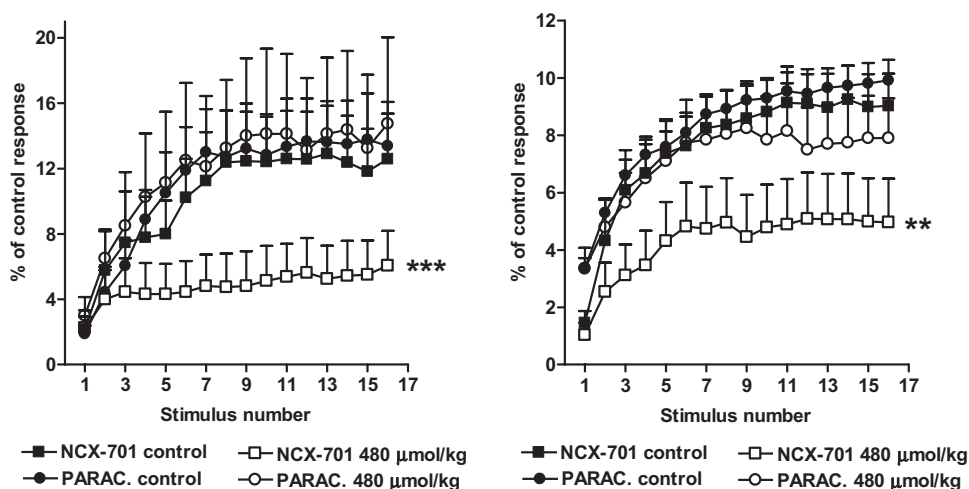 % of control response
20
16
12
8
4
0
1 3 5 7 9 11 13 15 17
Stimulus number
***
NCX-701 control
NCX-701 480 μmol/kg
PARAC. control
PARAC. 480 μmol/kg
% of control response
12
10
8
6
4
2
0
1 3 5 7 9 11 13 15 17
Stimulus number
**
NCX-701 control
NCX-701 480 μmol/kg
PARAC. control
PARAC. 480 μmol/kg